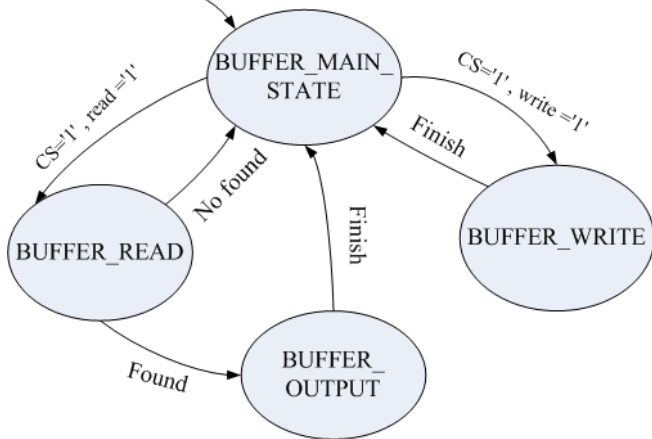 BUFFER_MAIN_
STATE
CS='1' , read ='1'
CS='1' , write ='1'
Finish
No found
BUFFER_READ
Finish
BUFFER_WRITE
BUFFER_
OUTPUT
Found